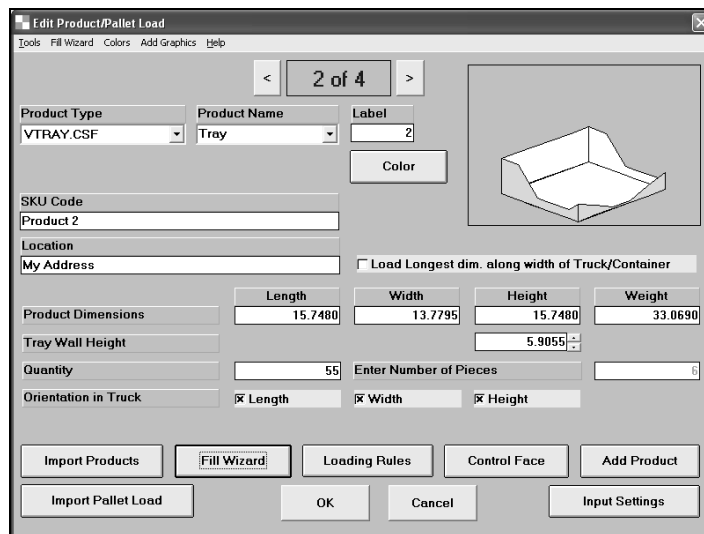 Edit Product/Pallet Load
Tools Fill Wizard Colors Add Graphics Help
< 2 of 4 >
Product Type Product Name Label
VTRAY.CSF Tray 2
Color
SKU Code
Product 2
Location
My Address
Load Longest dim. along width of Truck/Container
Length Width Height Weight
Product Dimensions 15.7480 13.7795 15.7480 33.0690
Tray Wall Height 5.9055
Quantity 55 Enter Number of Pieces 6
Orientation in Truck Length Width Height
Import Products Fill Wizard Loading Rules Control Face Add Product
Import Pallet Load OK Cancel Input Settings